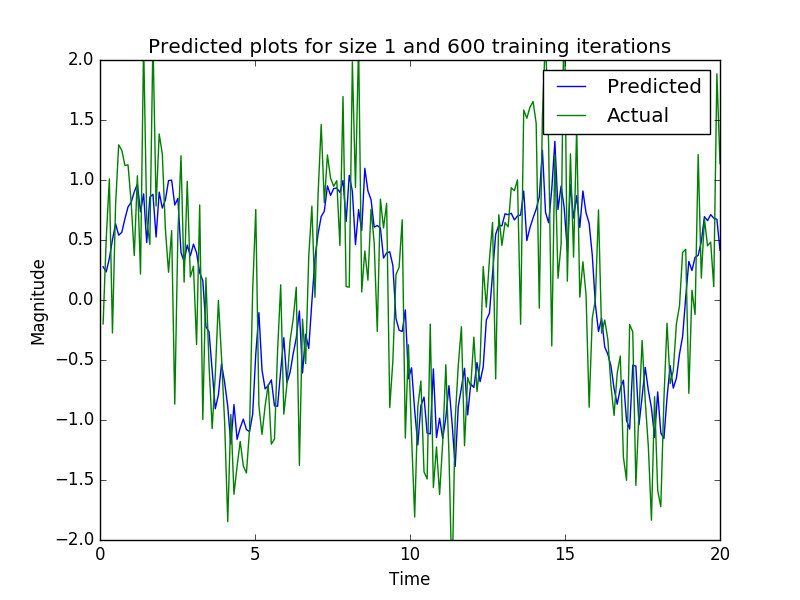 Predicted plots for size 1 and 600 training iterations
2.0
1.5
1.0
0.5
0.0
−0.5
−1.0
−1.5
−2.0
Magnitude
Predicted
Actual
0 5 10 15 20
Time